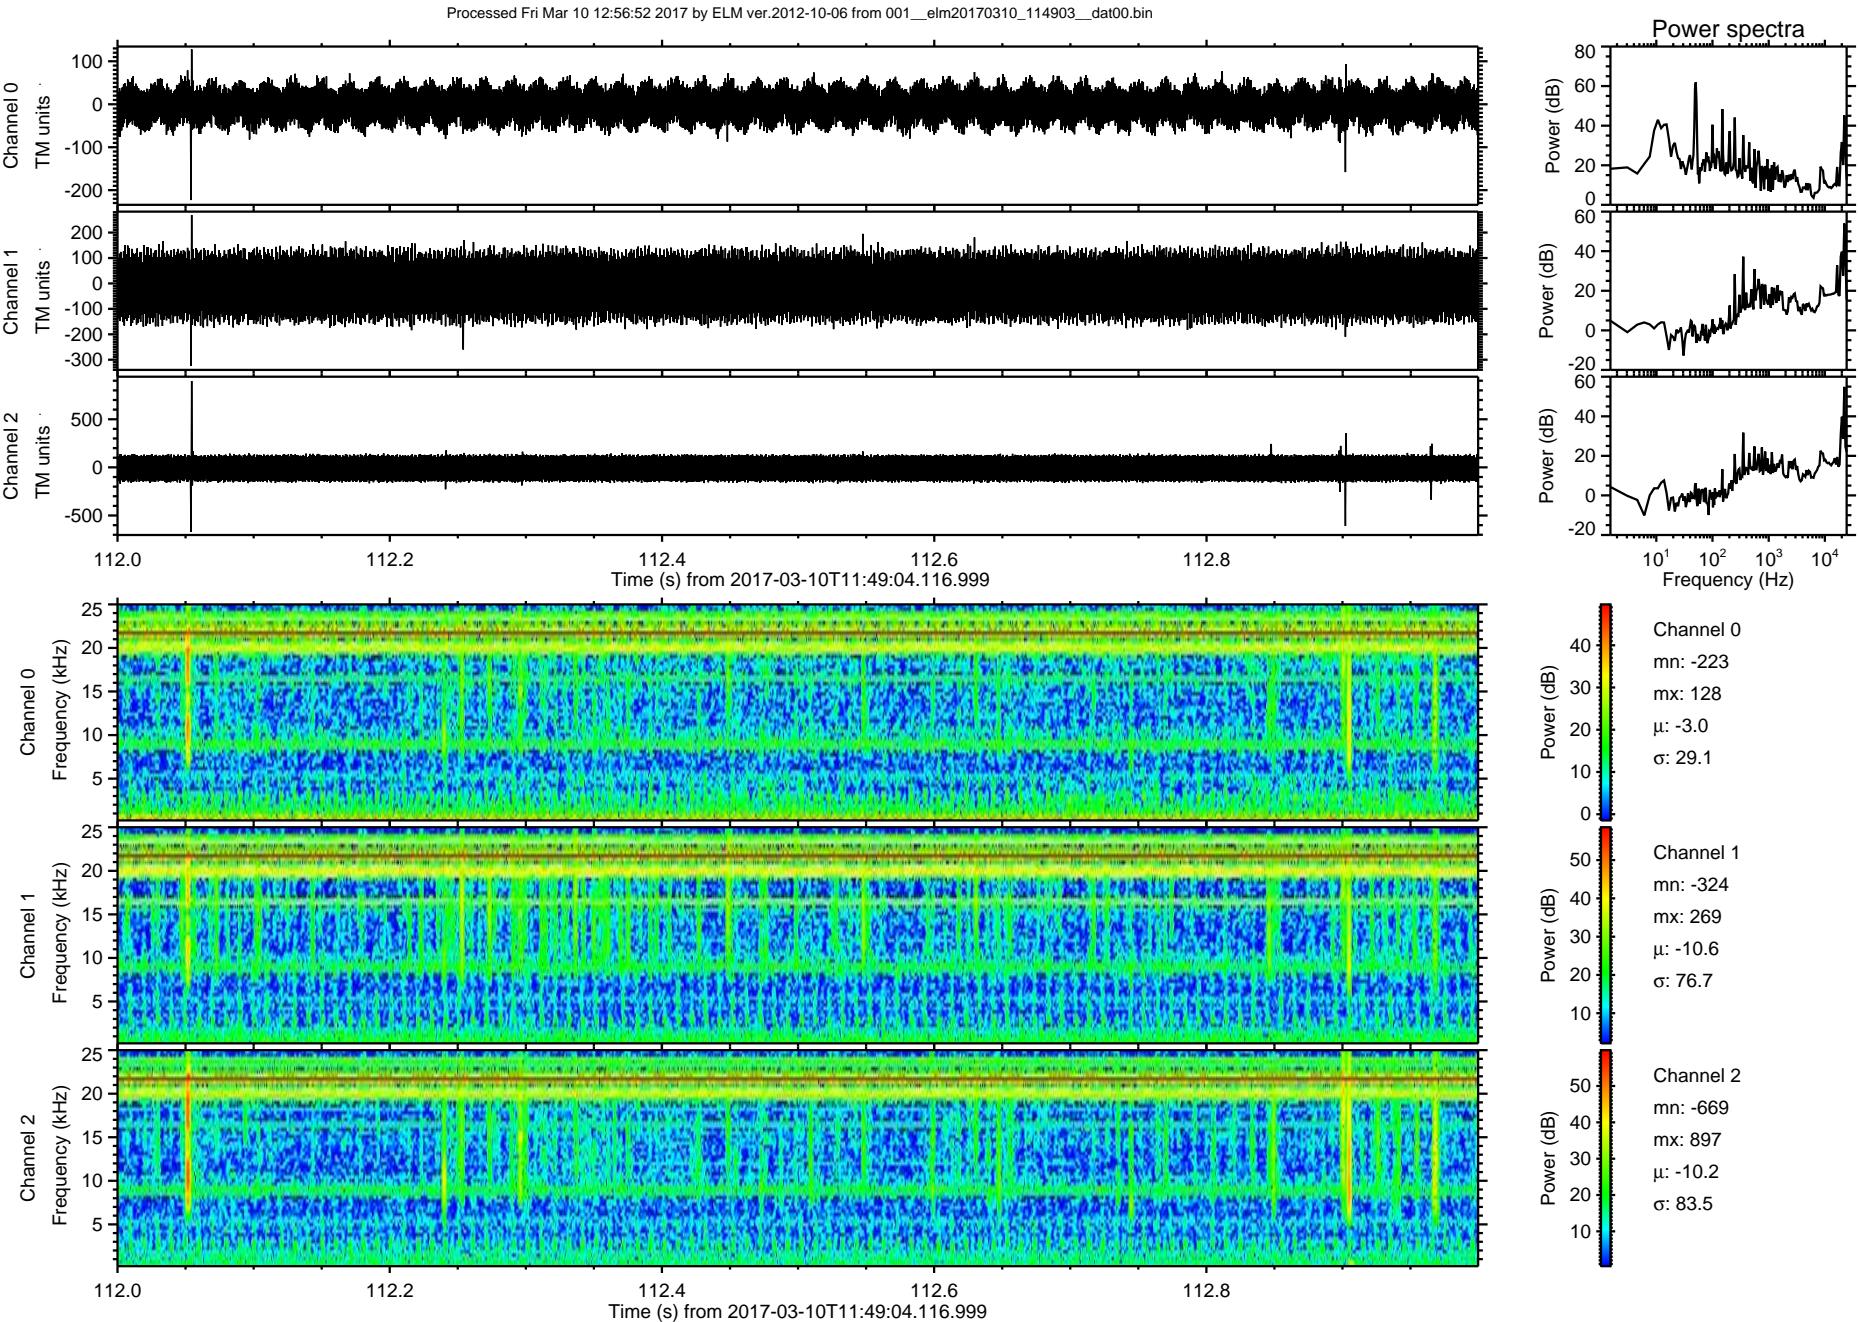 Processed Fri Mar 10 12:56:52 2017 by ELM ver.2012-10-06 from 001__elm20170310_114903__dat00.bin
Power spectra
Channel 0
TM units
100
0
-100
-200
Power (dB)
80
60
40
20
0
Channel 1
TM units
200
100
0
-100
-200
-300
Power (dB)
60
40
20
0
-20
Channel 2
TM units
500
0
-500
Power (dB)
60
40
20
0
-20
112.0
112.2
112.4
112.6
112.8
Time (s) from 2017-03-10T11:49:04.116.999
10¹
10²
10³
10⁴
Frequency (Hz)
Channel 0
Frequency (kHz)
25
20
15
10
5
Power (dB)
40
30
20
10
0
Channel 0
mn: -223
mx: 128
μ: -3.0
σ: 29.1
Channel 1
Frequency (kHz)
25
20
15
10
5
Power (dB)
50
40
30
20
10
Channel 1
mn: -324
mx: 269
μ: -10.6
σ: 76.7
Channel 2
Frequency (kHz)
25
20
15
10
5
Power (dB)
50
40
30
20
10
Channel 2
mn: -669
mx: 897
μ: -10.2
σ: 83.5
112.0
112.2
112.4
112.6
112.8
Time (s) from 2017-03-10T11:49:04.116.999